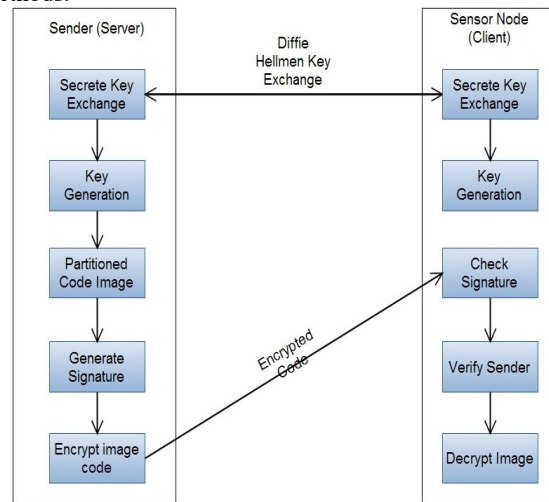 Sender (Server)
Secrete Key
Exchange
Key
Generation
Partitioned
Code Image
Generate
Signature
Encrypt image
code
Diffie
Hellmen Key
Exchange
Encrypted
Code
Sensor Node
(Client)
Secrete Key
Exchange
Key
Generation
Check
Signature
Verify Sender
Decrypt Image